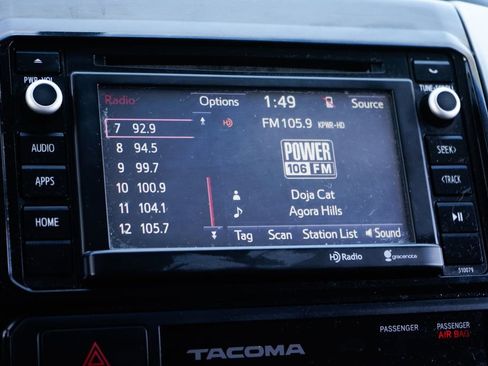 PWR·VOL
TUNE·SCROLL
Radio
Options
1:49
Source
7 92.9
FM 105.9 KPWR-HD
8 94.5
9 99.7
10 100.9
11 104.1
12 105.7
POWER
106 FM
Doja Cat
Agora Hills
Tag
Scan
Station List
Sound
AUDIO
APPS
HOME
SEEK>
<TRACK
HD Radio
gracenote
510079
PASSENGER
PASSENGER
AIR BAG
TACOMA